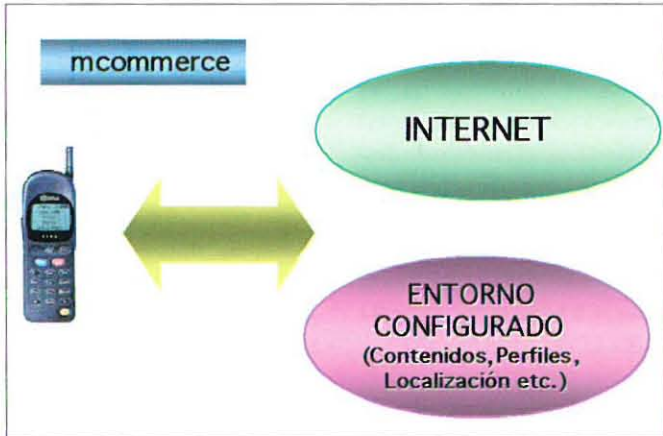 mcommerce
INTERNET
ENTORNO
CONFIGURADO
(Contenidos, Perfiles,
Localización etc.)